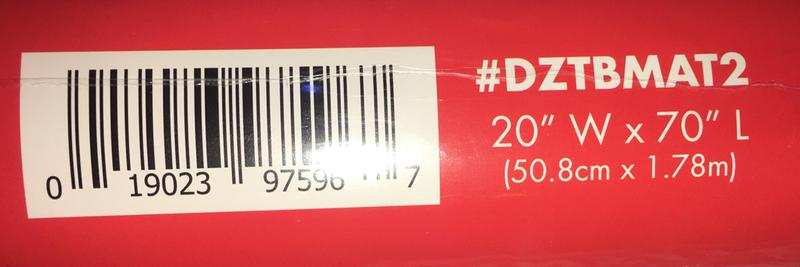 0 19023 97596 7
#DZTBMAT2
20" W x 70" L
(50.8cm x 1.78m)